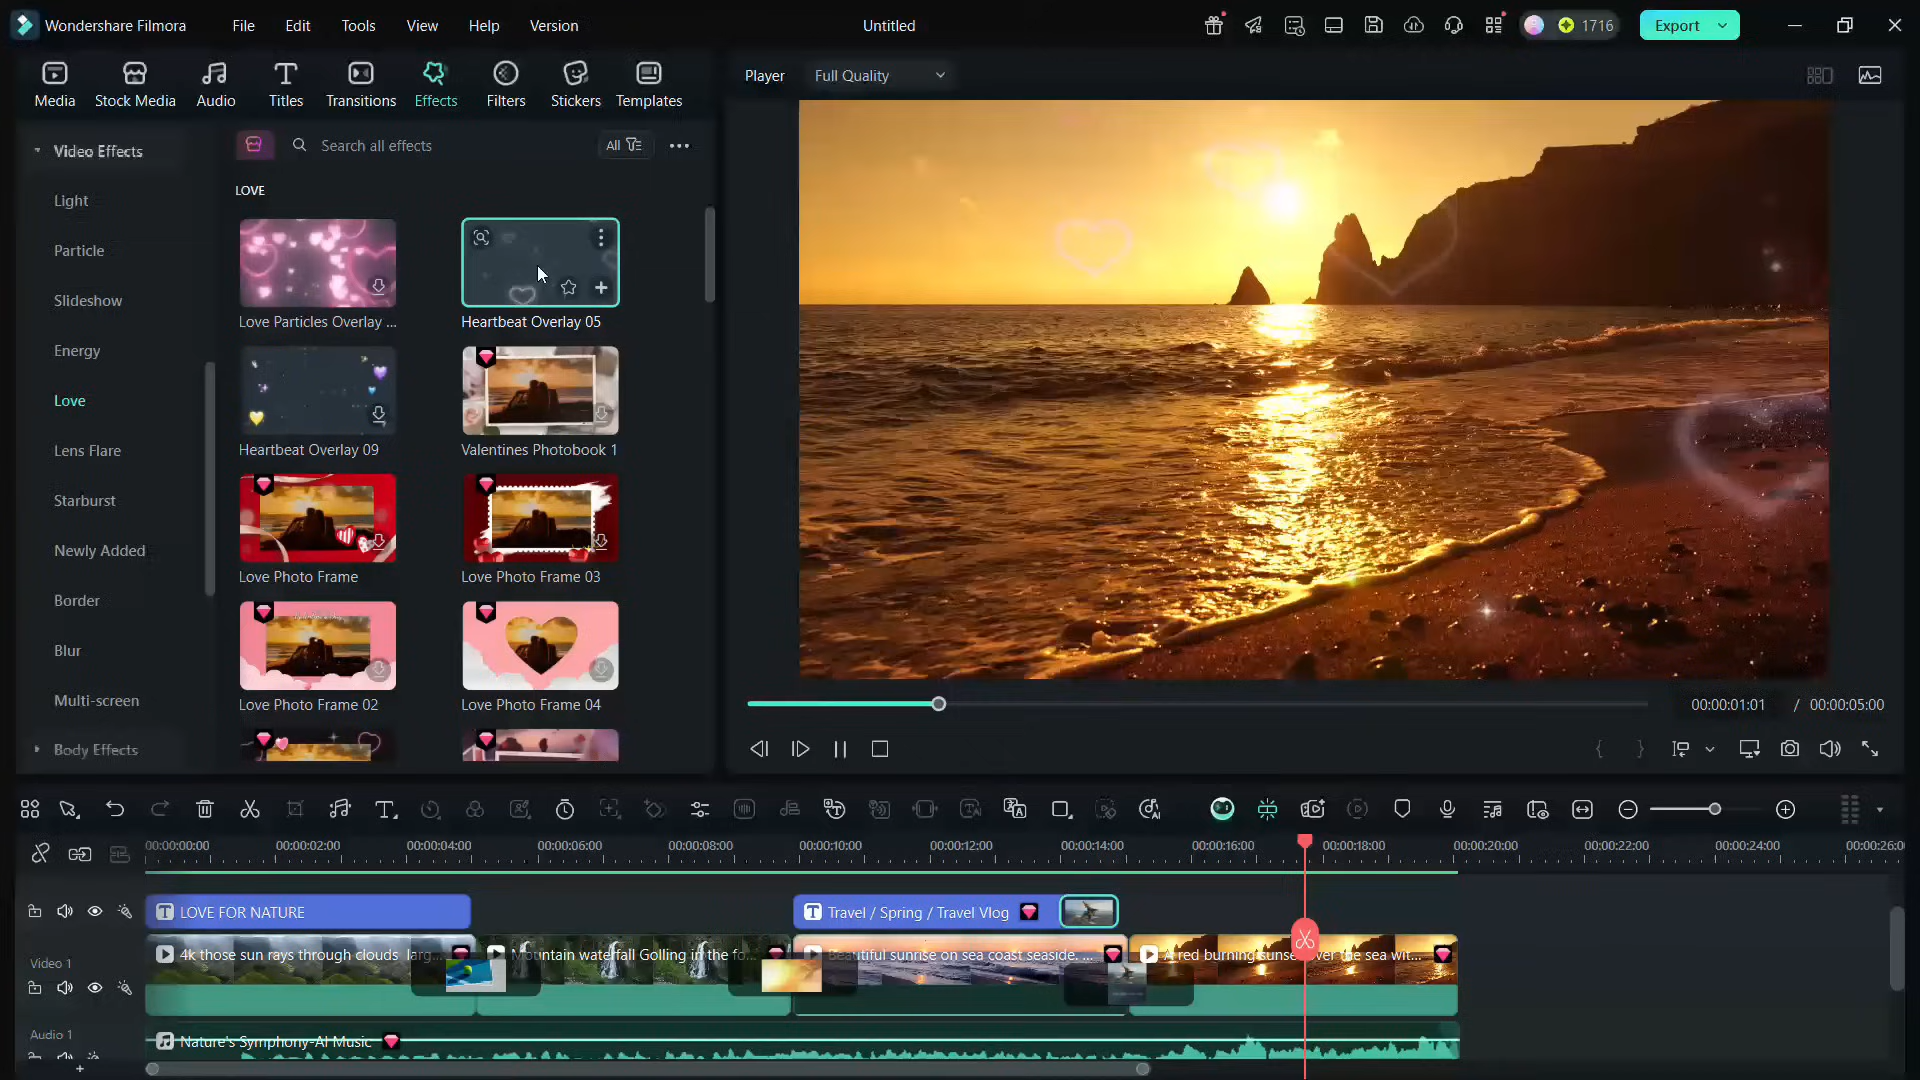 Wondershare Filmora
File
Edit
Tools
View
Help
Version
Untitled
1716
Export
Media
Stock Media
Audio
Titles
Transitions
Effects
Filters
Stickers
Templates
Player
Full Quality
Video Effects
Light
Particle
Slideshow
Energy
Love
Lens Flare
Starburst
Newly Added
Border
Blur
Multi-screen
Body Effects
Search all effects
All
LOVE
Love Particles Overlay ...
Heartbeat Overlay 05
Heartbeat Overlay 09
Valentines Photobook 1
Love Photo Frame
Love Photo Frame 03
Love Photo Frame 02
Love Photo Frame 04
00:00:01:01 / 00:00:05:00
00:00:00:00
00:00:02:00
00:00:04:00
00:00:06:00
00:00:08:00
00:00:10:00
00:00:12:00
00:00:14:00
00:00:16:00
00:00:18:00
00:00:20:00
00:00:22:00
00:00:24:00
00:00:26:0
LOVE FOR NATURE
Travel / Spring / Travel Vlog
Video 1
4k those sun rays through clouds larg...
Mountain waterfall Golling in the fo...
Beautiful sunrise on sea coast seaside. ...
A red burning sunset over the sea wit...
Audio 1
Nature's Symphony-AI Music